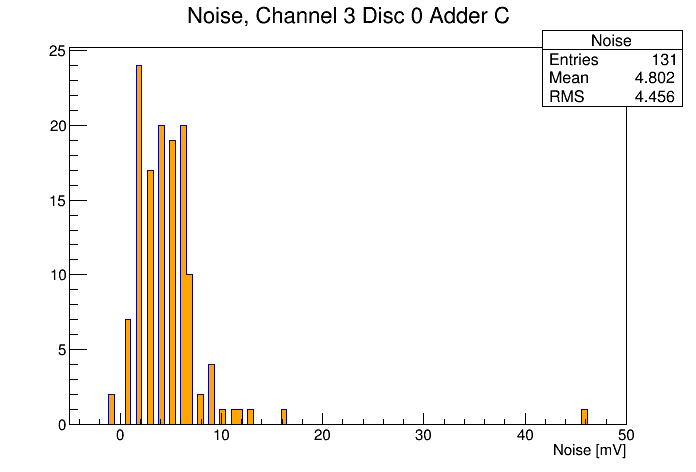 Noise, Channel 3 Disc 0 Adder C
Noise
Entries 131
Mean 4.802
RMS 4.456
25
20
15
10
5
0
0 10 20 30 40 50
Noise [mV]